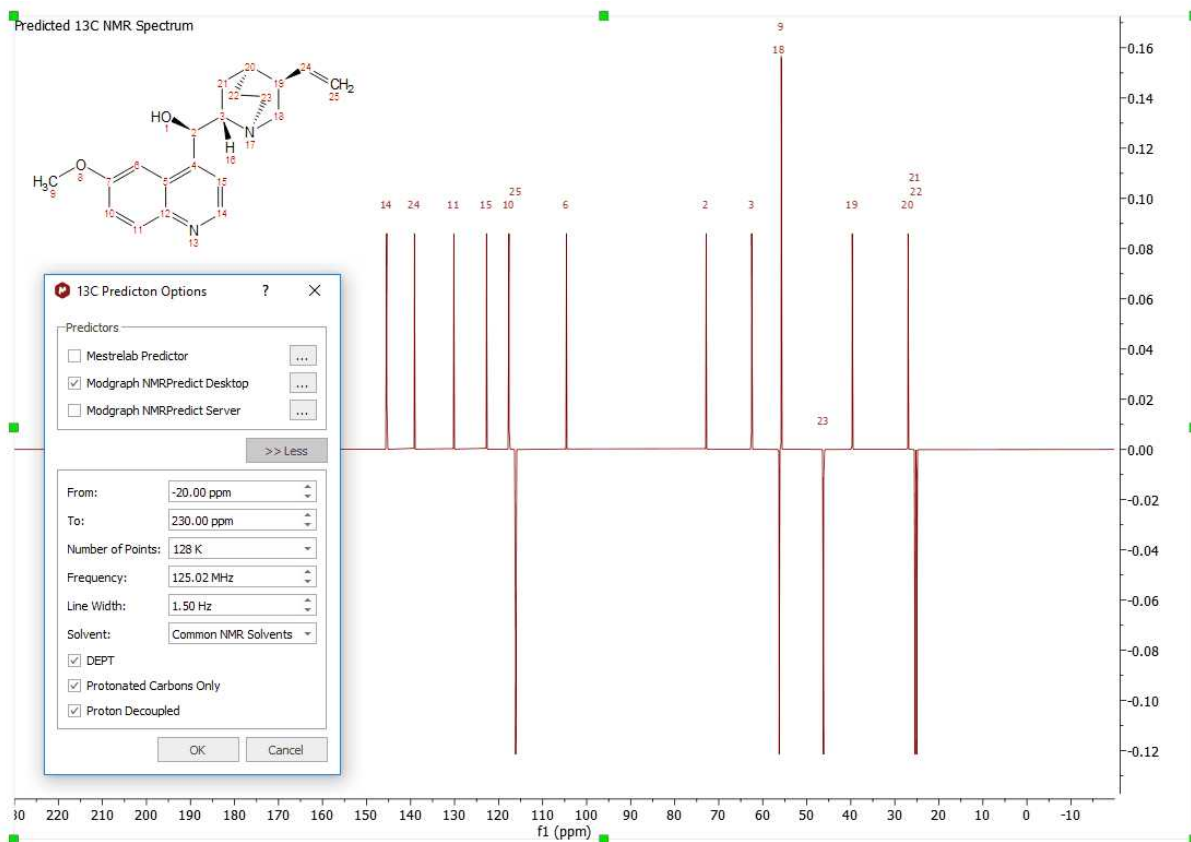 Predicted 13C NMR Spectrum
9
18
24
20
21
19
CH2
25
22
23
HO
1
3
18
2
N
17
H
16
O
8
H3C
9
7
6
4
5
15
10
12
14
11
N
13
14 24 11 15 10 25 6 2 3 19 21 22 20
23
13C Predicton Options ? ×
Predictors
Mestrelab Predictor ...
Modgraph NMRPredict Desktop ...
Modgraph NMRPredict Server ...
>> Less
From: -20.00 ppm
To: 230.00 ppm
Number of Points: 128 K
Frequency: 125.02 MHz
Line Width: 1.50 Hz
Solvent: Common NMR Solvents
DEPT
Protonated Carbons Only
Proton Decoupled
OK Cancel
0.16
0.14
0.12
0.10
0.08
0.06
0.04
0.02
0.00
-0.02
-0.04
-0.06
-0.08
-0.10
-0.12
220 210 200 190 180 170 160 150 140 130 120 110 100 90 80 70 60 50 40 30 20 10 0 -10
f1 (ppm)